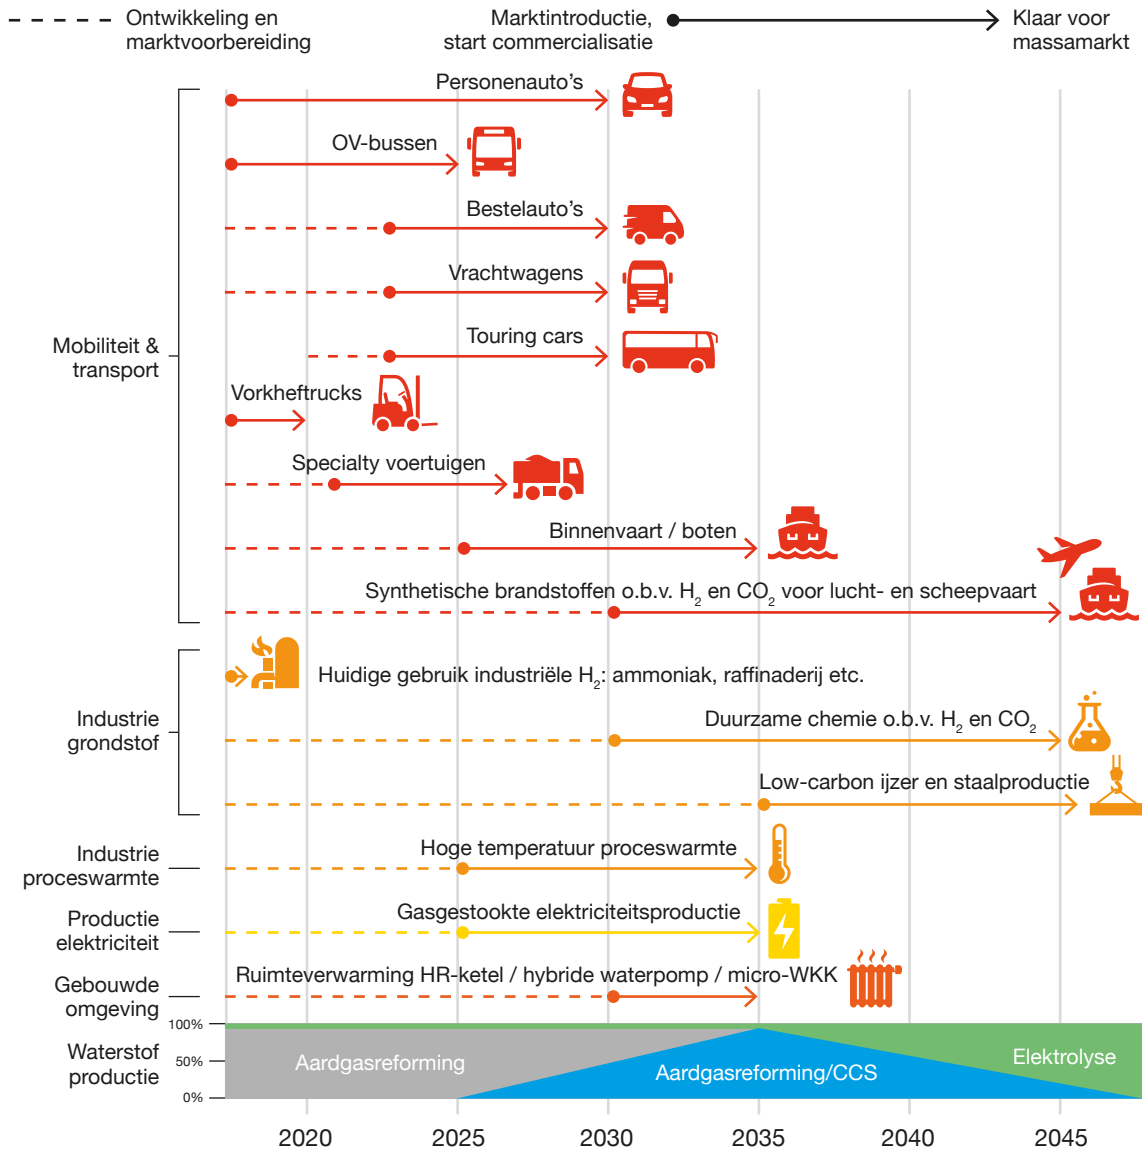 Ontwikkeling en
marktvoorbereiding
Marktintroductie,
start commercialisatie
Klaar voor
massamarkt
Mobiliteit &
transport
Personenauto’s
OV-bussen
Bestelauto’s
Vrachtwagens
Touring cars
Vorkheftrucks
Specialty voertuigen
Binnenvaart / boten
Synthetische brandstoffen o.b.v. H₂ en CO₂ voor lucht- en scheepvaart
Industrie
grondstof
Huidige gebruik industriële H₂: ammoniak, raffinaderij etc.
Duurzame chemie o.b.v. H₂ en CO₂
Low-carbon ijzer en staalproductie
Industrie
proceswarmte
Hoge temperatuur proceswarmte
Productie
elektriciteit
Gasgestookte elektriciteitsproductie
Gebouwde
omgeving
Ruimteverwarming HR-ketel / hybride waterpomp / micro-WKK
Waterstof
productie
100%
50%
0%
Aardgasreforming
Aardgasreforming/CCS
Elektrolyse
2020
2025
2030
2035
2040
2045